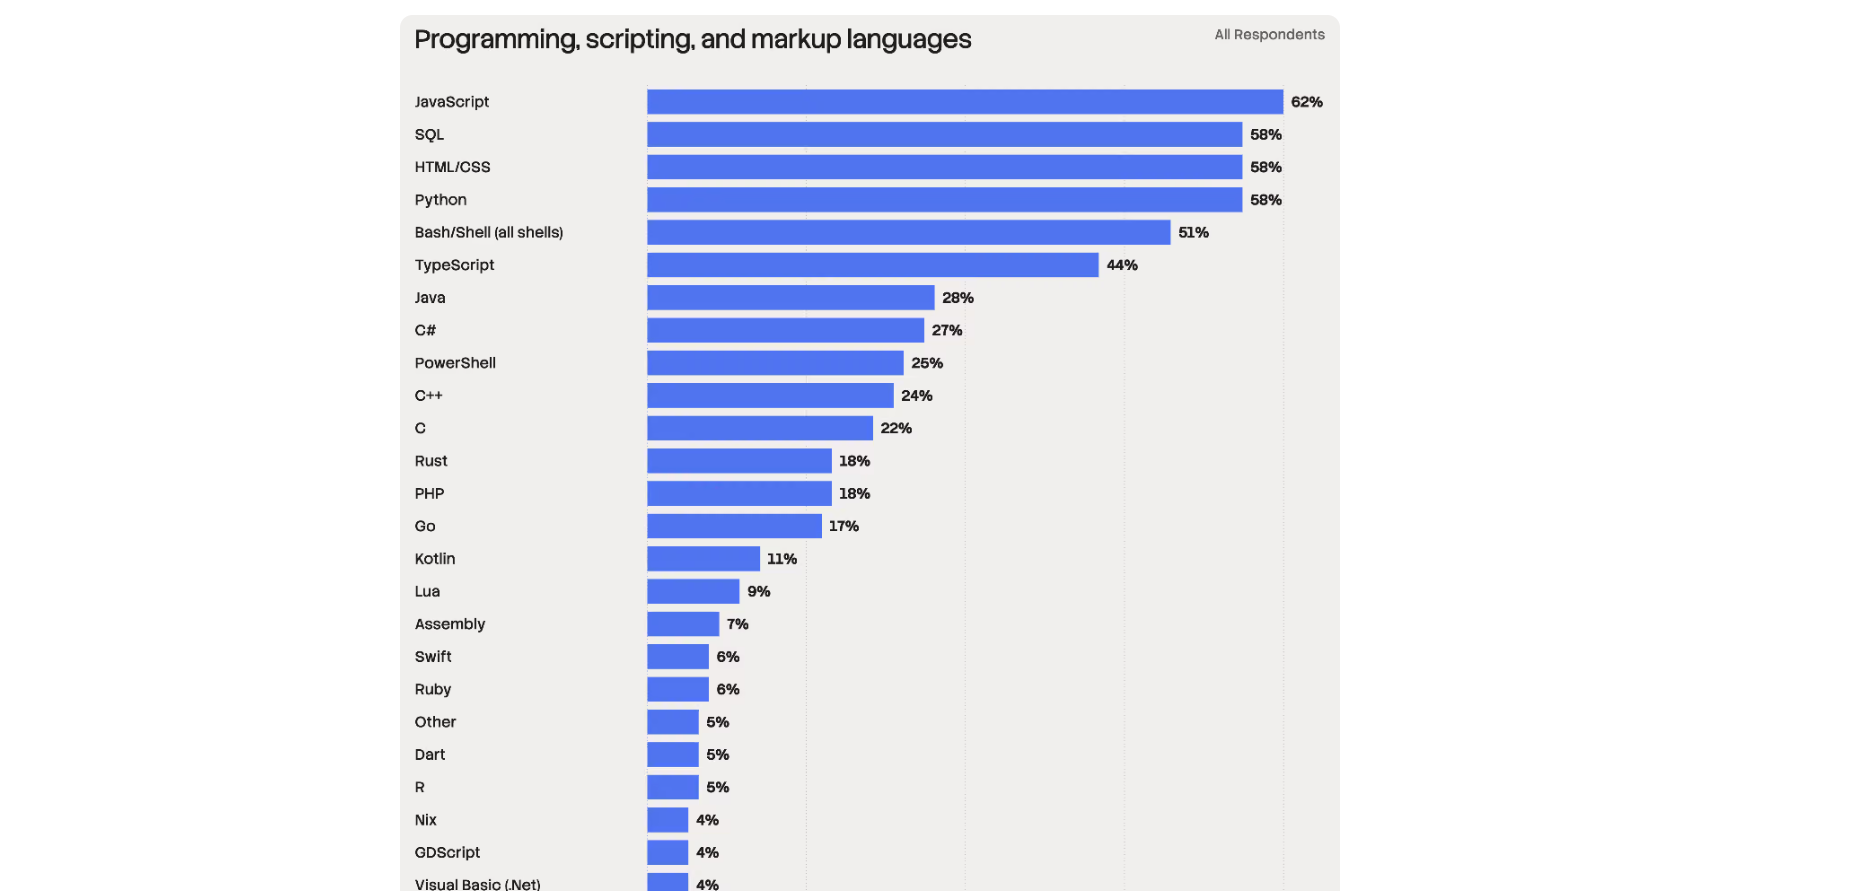 Programming, scripting, and markup languages
All Respondents
JavaScript 62%
SQL 58%
HTML/CSS 58%
Python 58%
Bash/Shell (all shells) 51%
TypeScript 44%
Java 28%
C# 27%
PowerShell 25%
C++ 24%
C 22%
Rust 18%
PHP 18%
Go 17%
Kotlin 11%
Lua 9%
Assembly 7%
Swift 6%
Ruby 6%
Other 5%
Dart 5%
R 5%
Nix 4%
GDScript 4%
Visual Basic (.Net) 4%